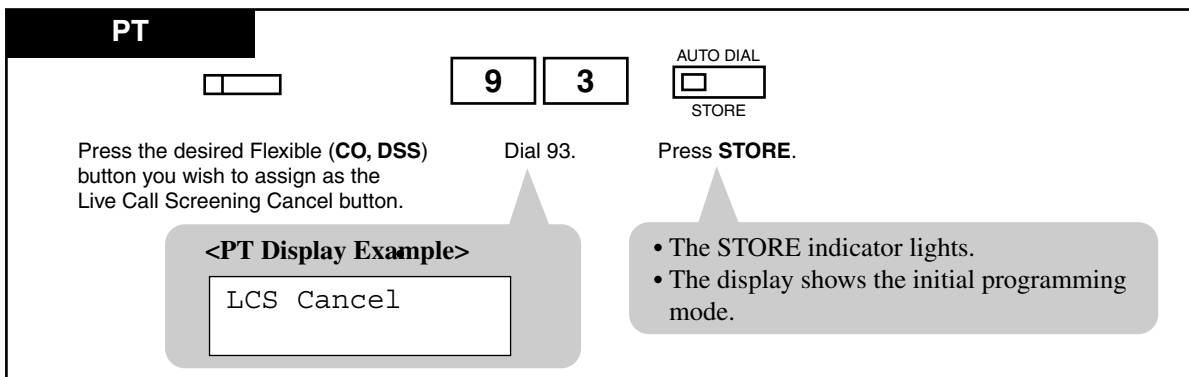 PT
9 3
AUTO DIAL
STORE
Press the desired Flexible (CO, DSS)
button you wish to assign as the
Live Call Screening Cancel button.
Dial 93.
Press STORE.
<PT Display Example>
LCS Cancel
• The STORE indicator lights.
• The display shows the initial programming
mode.